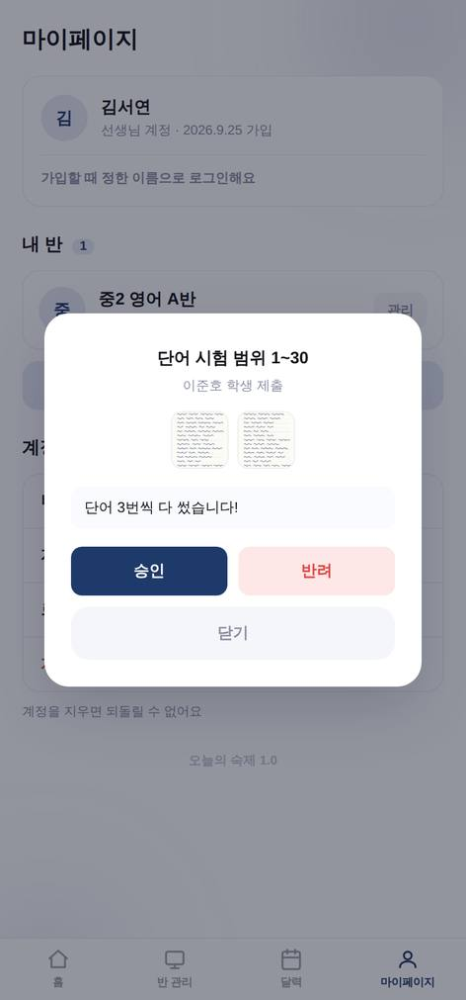 마이페이지
김
김서연
선생님 계정 · 2026.9.25 가입
가입할 때 정한 이름으로 로그인해요
내 반 1
중
중2 영어 A반
관리
단어 시험 범위 1~30
이준호 학생 제출
단어 3번씩 다 썼습니다!
승인
반려
닫기
계정을 지우면 되돌릴 수 없어요
오늘의 숙제 1.0
홈
반 관리
달력
마이페이지